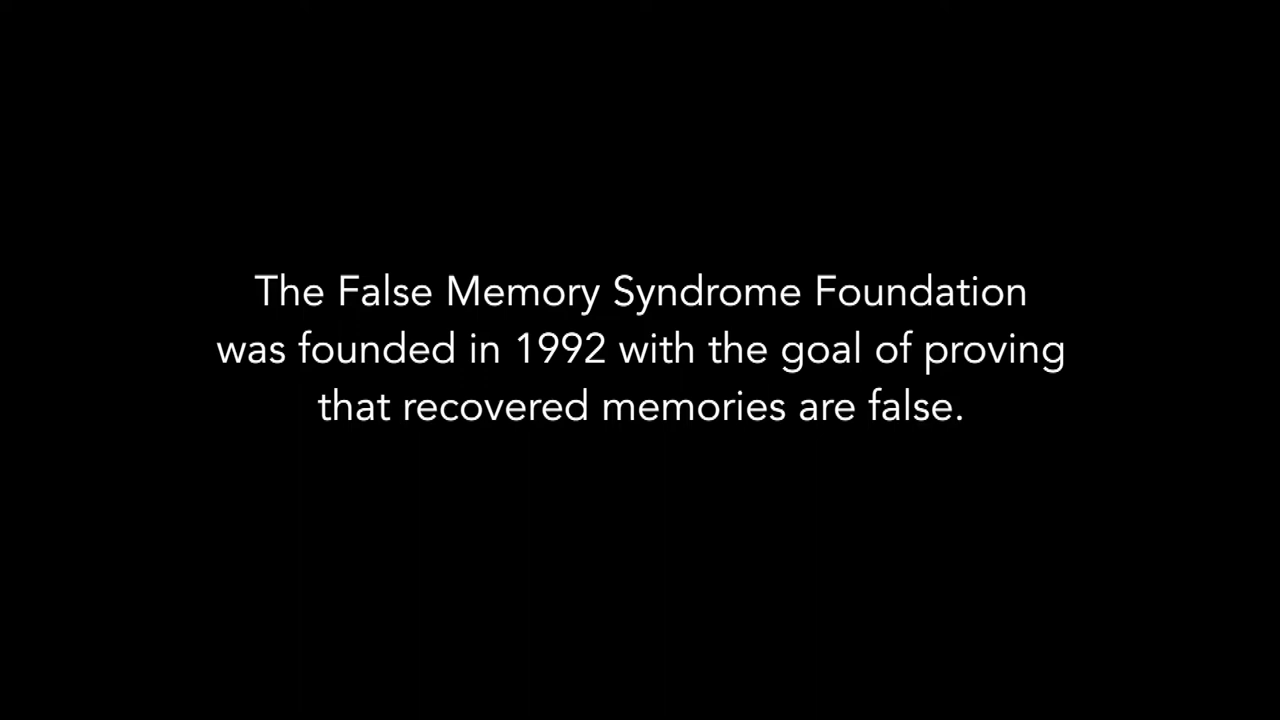 The False Memory Syndrome Foundation
was founded in 1992 with the goal of proving
that recovered memories are false.